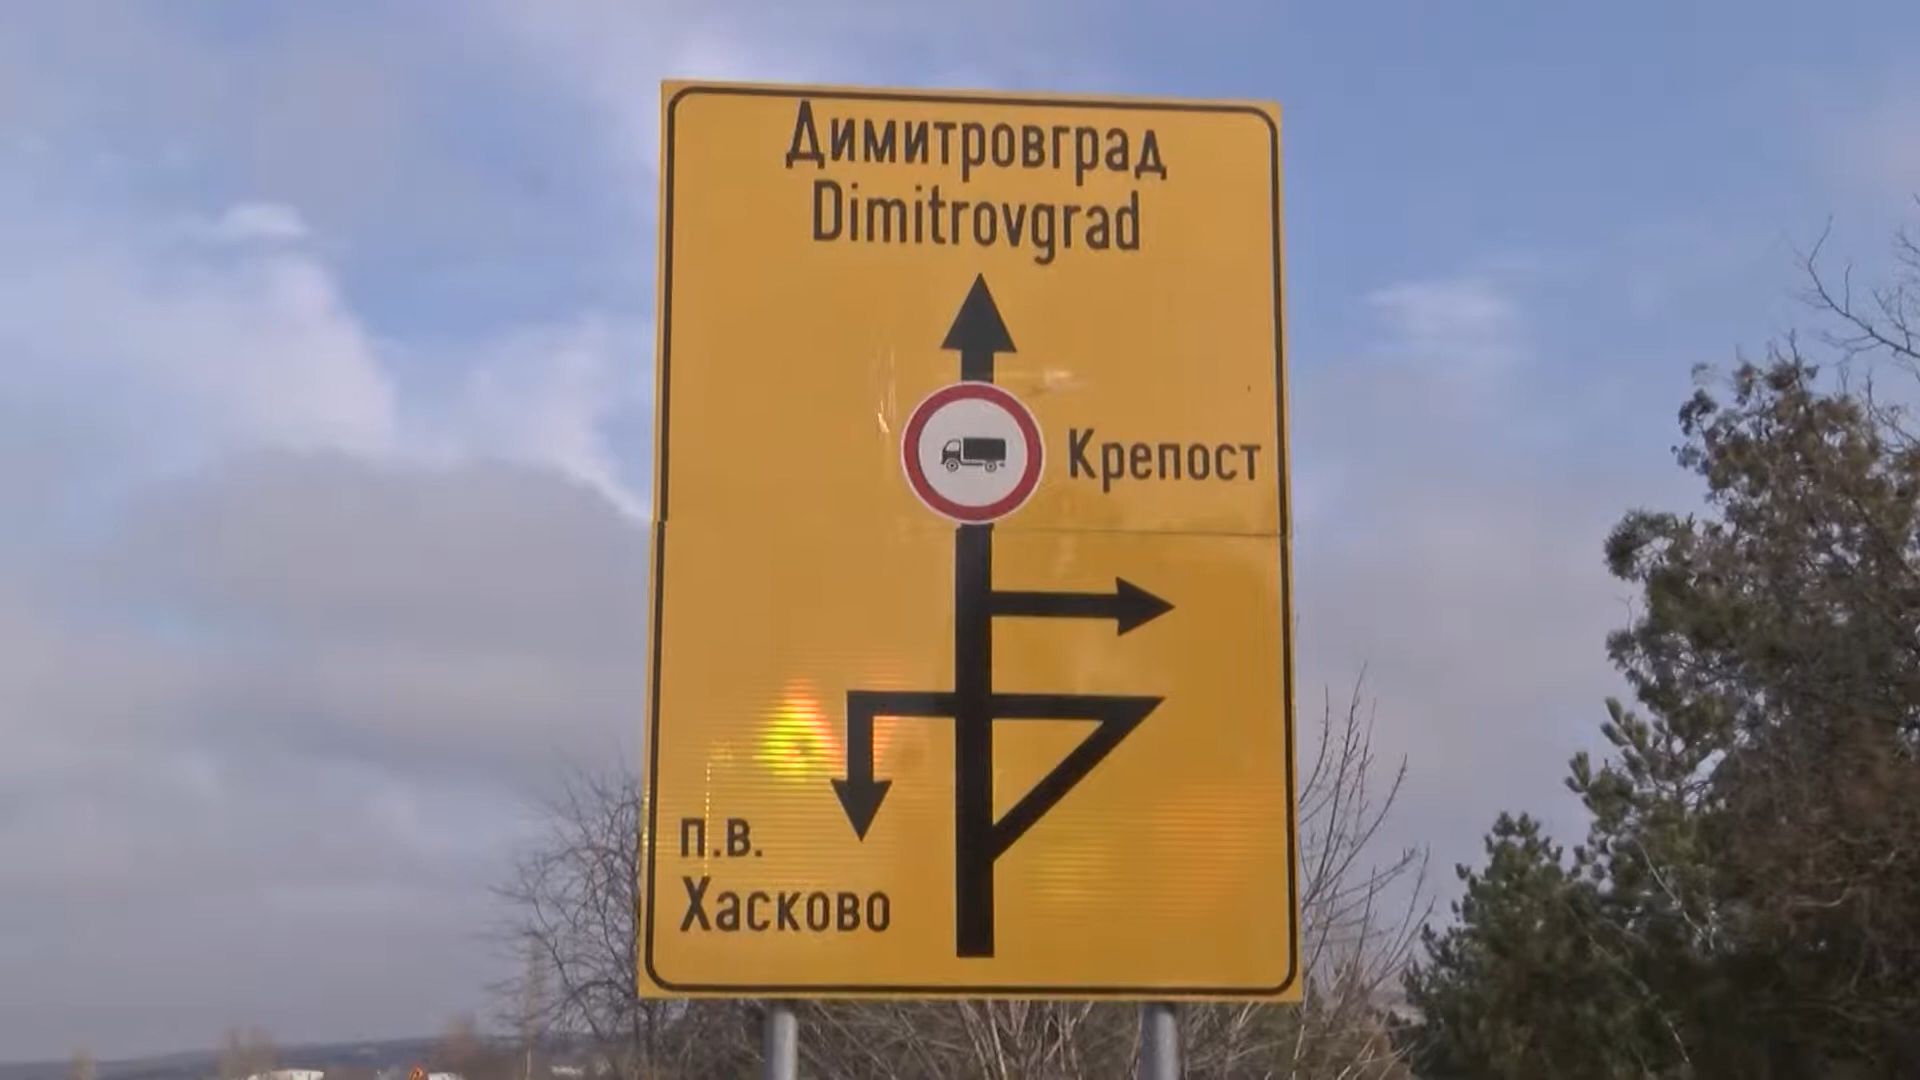 Димитровград
Dimitrovgrad
Крепост
п.в.
Хасково